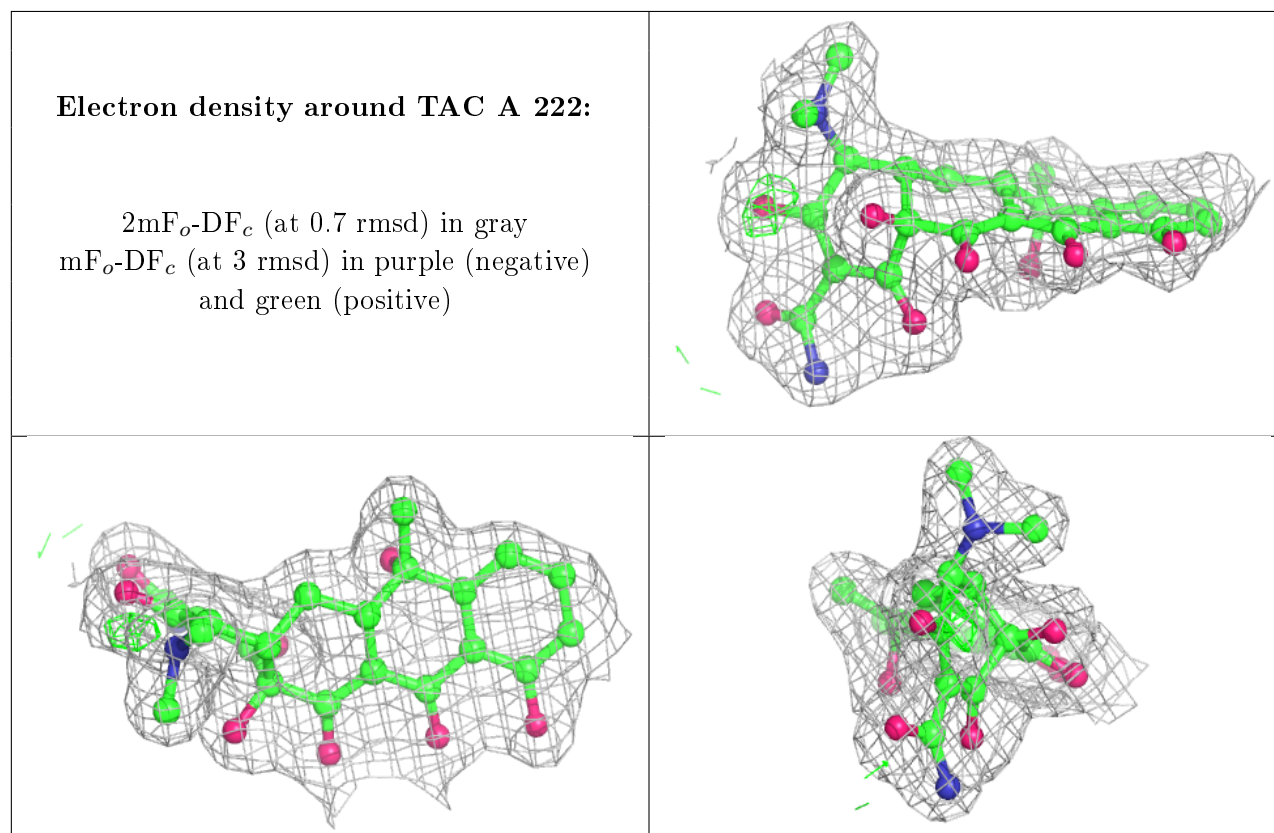 Electron density around TAC A 222:
2mFo-DFc (at 0.7 rmsd) in gray
mFo-DFc (at 3 rmsd) in purple (negative)
and green (positive)